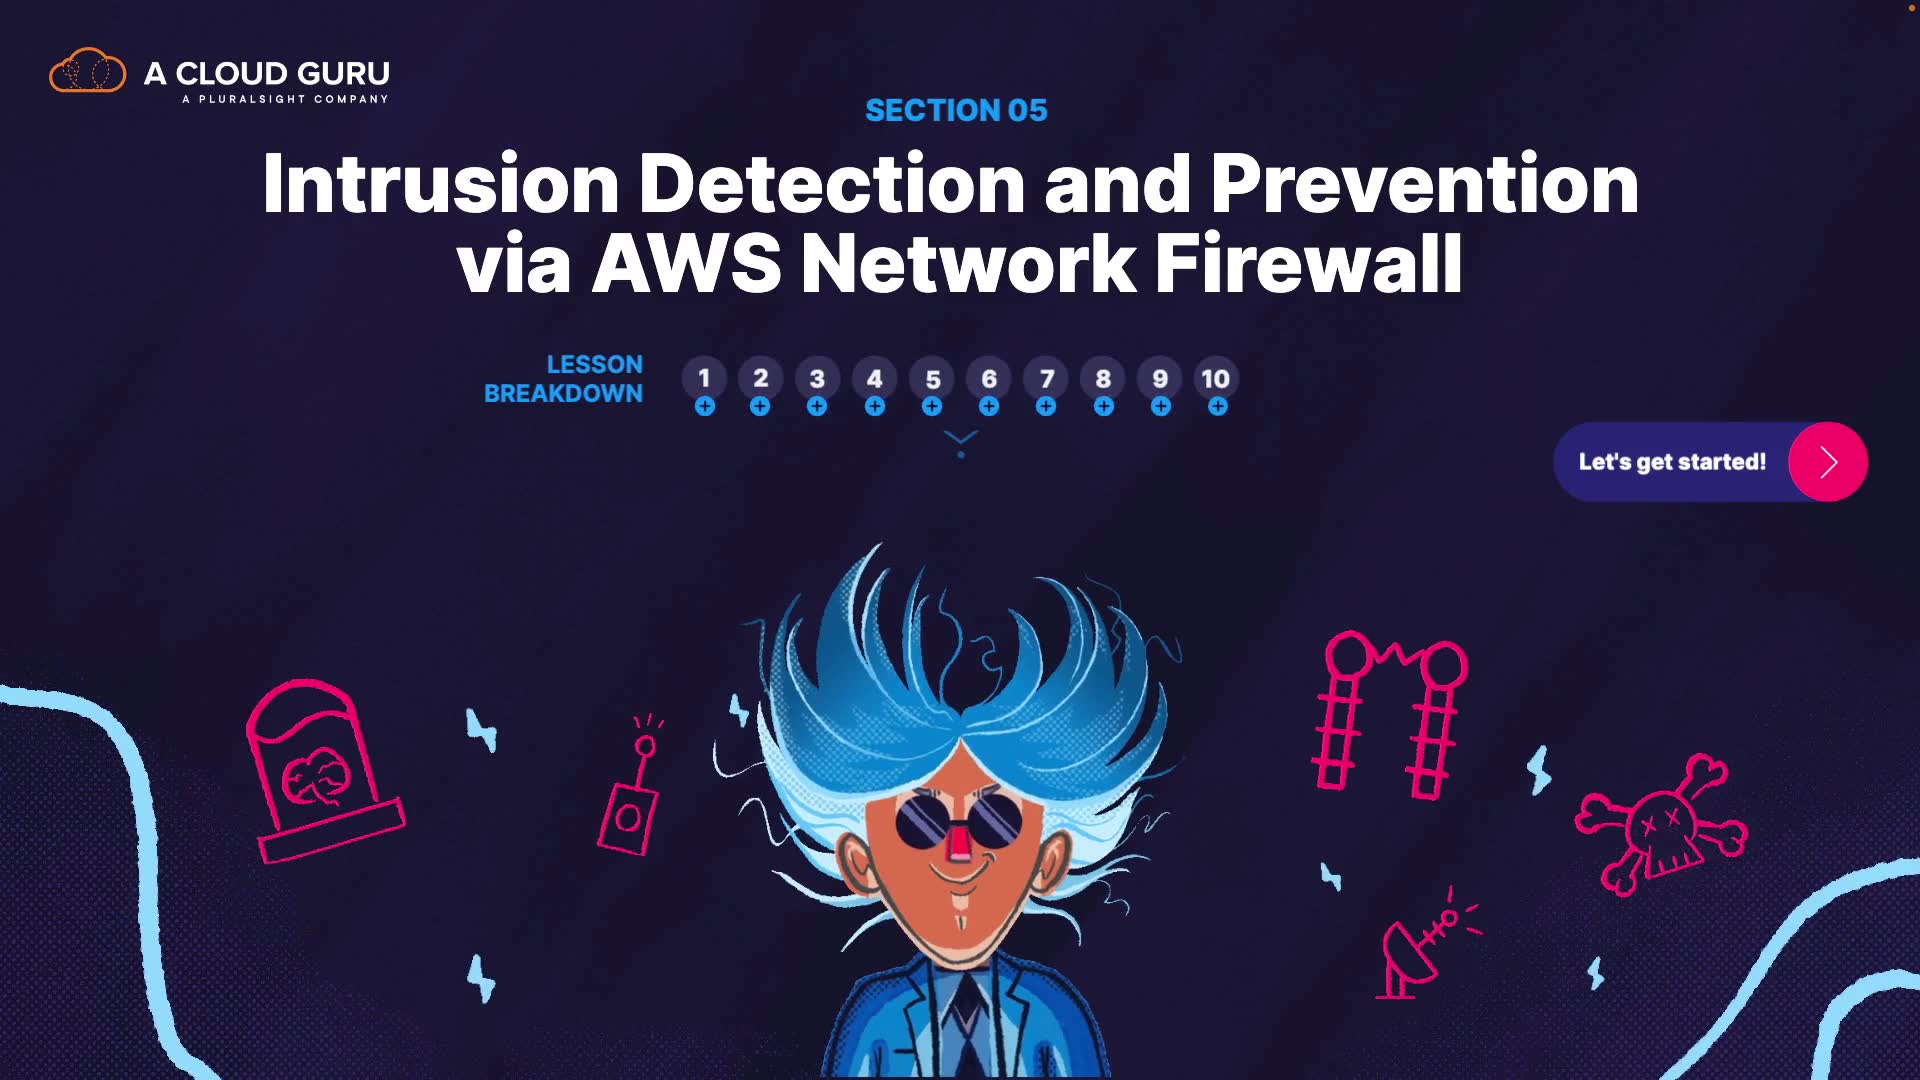 A CLOUD GURU
A PLURALSIGHT COMPANY
SECTION 05
Intrusion Detection and Prevention
via AWS Network Firewall
LESSON
BREAKDOWN
1 2 3 4 5 6 7 8 9 10
Let's get started!